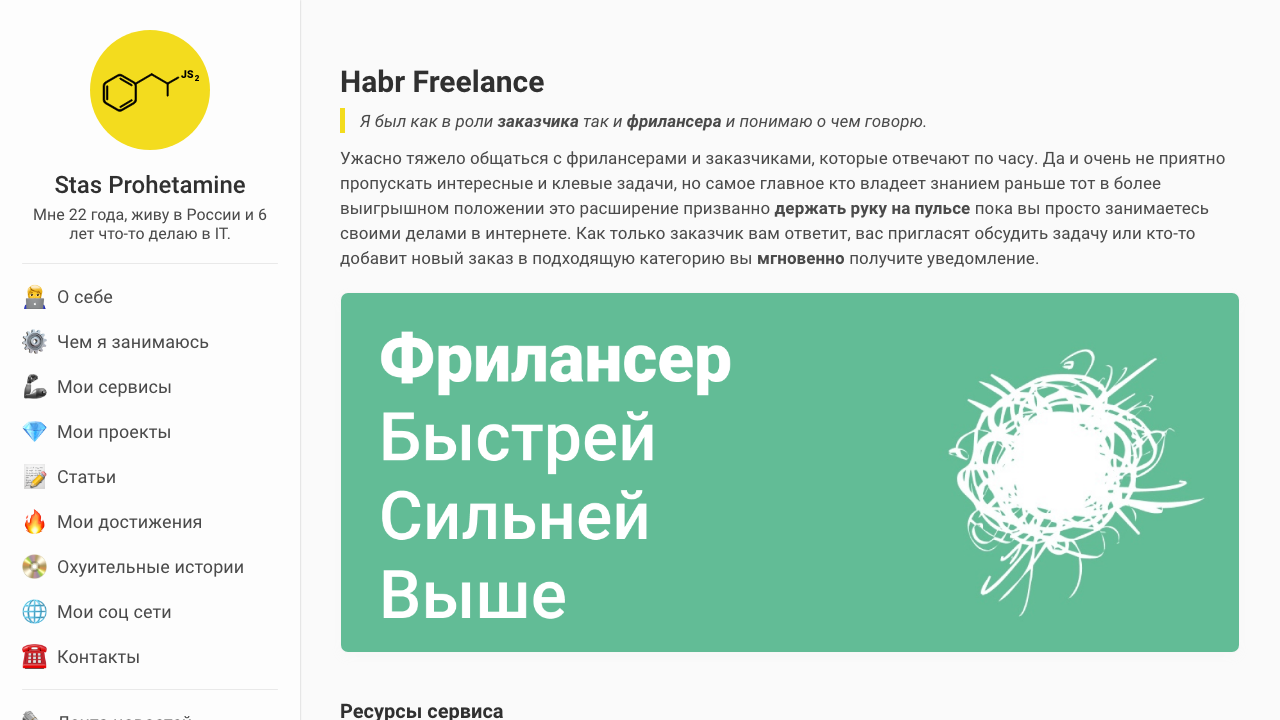 JS2
Stas Prohetamine
Мне 22 года, живу в России и 6
лет что-то делаю в IT.
О себе
Чем я занимаюсь
Мои сервисы
Мои проекты
Статьи
Мои достижения
Охуительные истории
Мои соц сети
Контакты
Лента новостей
Habr Freelance
Я был как в роли заказчика так и фрилансера и понимаю о чем говорю.
Ужасно тяжело общаться с фрилансерами и заказчиками, которые отвечают по часу. Да и очень не приятно
пропускать интересные и клевые задачи, но самое главное кто владеет знанием раньше тот в более
выигрышном положении это расширение призванно держать руку на пульсе пока вы просто занимаетесь
своими делами в интернете. Как только заказчик вам ответит, вас пригласят обсудить задачу или кто-то
добавит новый заказ в подходящую категорию вы мгновенно получите уведомление.
Фрилансер
Быстрей
Сильней
Выше
Ресурсы сервиса